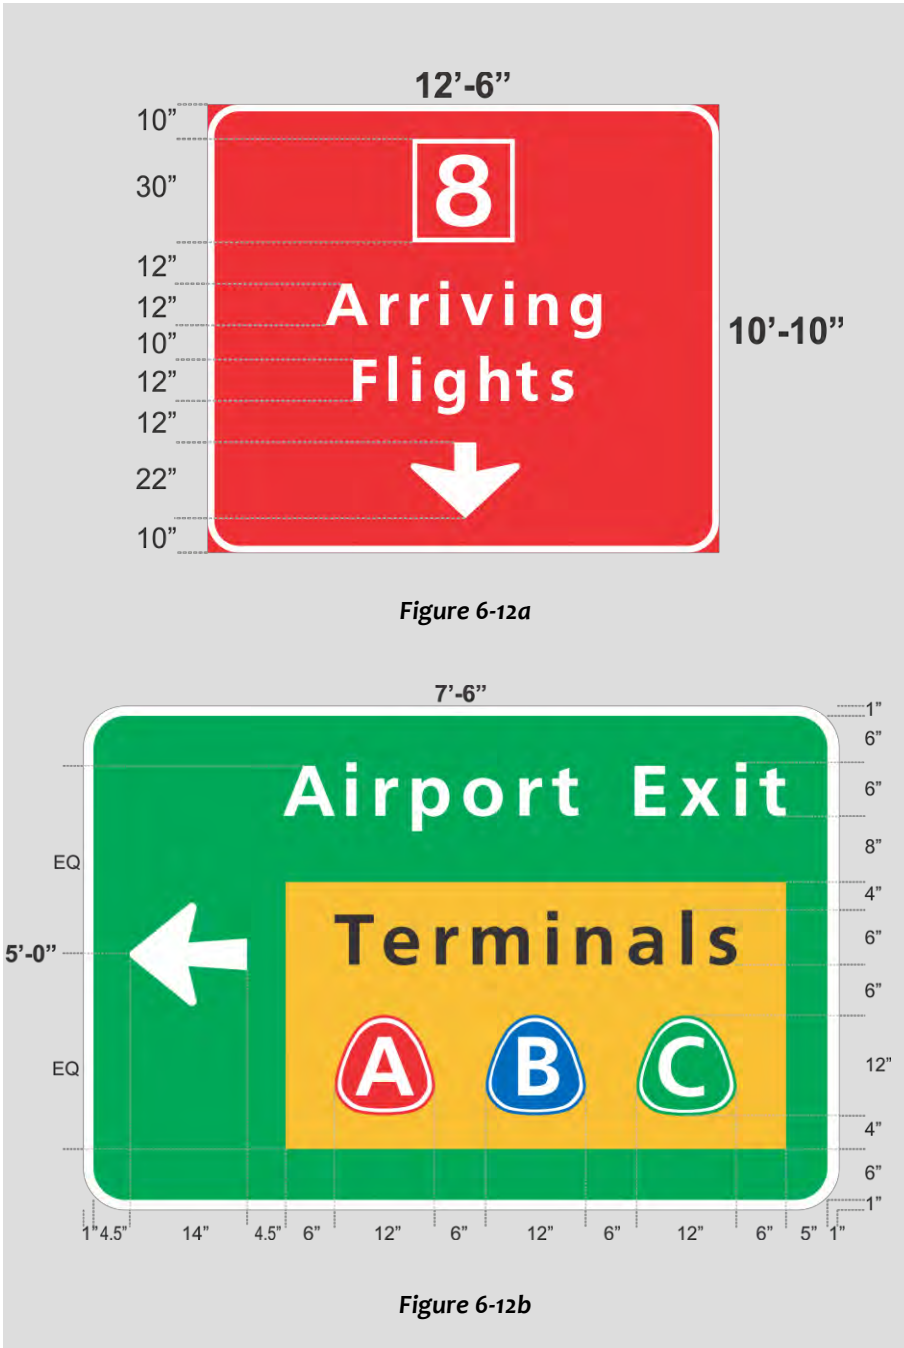 12’-6”
10”
30”
8
12”
Arriving
12”
10’-10”
10”
Flights
12”
12”
22”
10”
Figure 6-12a
7’-6”
1”
6”
Airport Exit
6”
8”
EQ
4”
Terminals
6”
5’-0”
6”
A B C
EQ
12”
4”
6”
1”
1” 4.5” 14” 4.5” 6” 12” 6” 12” 6” 12” 6” 5” 1”
Figure 6-12b